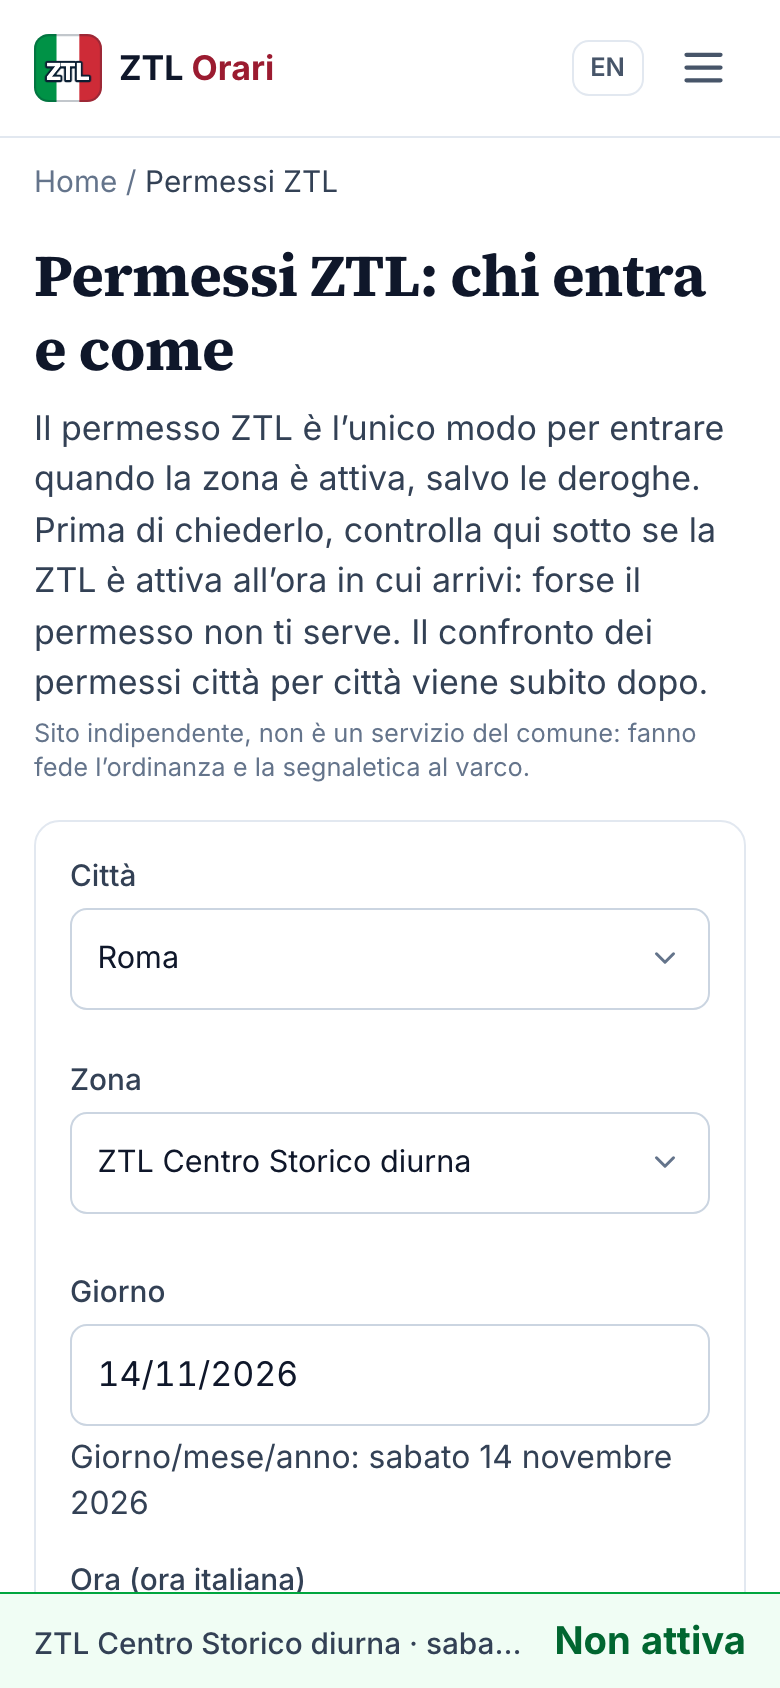 ZTL
ZTL Orari
EN
Home / Permessi ZTL
Permessi ZTL: chi entra
e come
Il permesso ZTL è l’unico modo per entrare
quando la zona è attiva, salvo le deroghe.
Prima di chiederlo, controlla qui sotto se la
ZTL è attiva all’ora in cui arrivi: forse il
permesso non ti serve. Il confronto dei
permessi città per città viene subito dopo.
Sito indipendente, non è un servizio del comune: fanno
fede l’ordinanza e la segnaletica al varco.
Città
Roma
Zona
ZTL Centro Storico diurna
Giorno
14/11/2026
Giorno/mese/anno: sabato 14 novembre
2026
Ora (ora italiana)
ZTL Centro Storico diurna · saba...
Non attiva